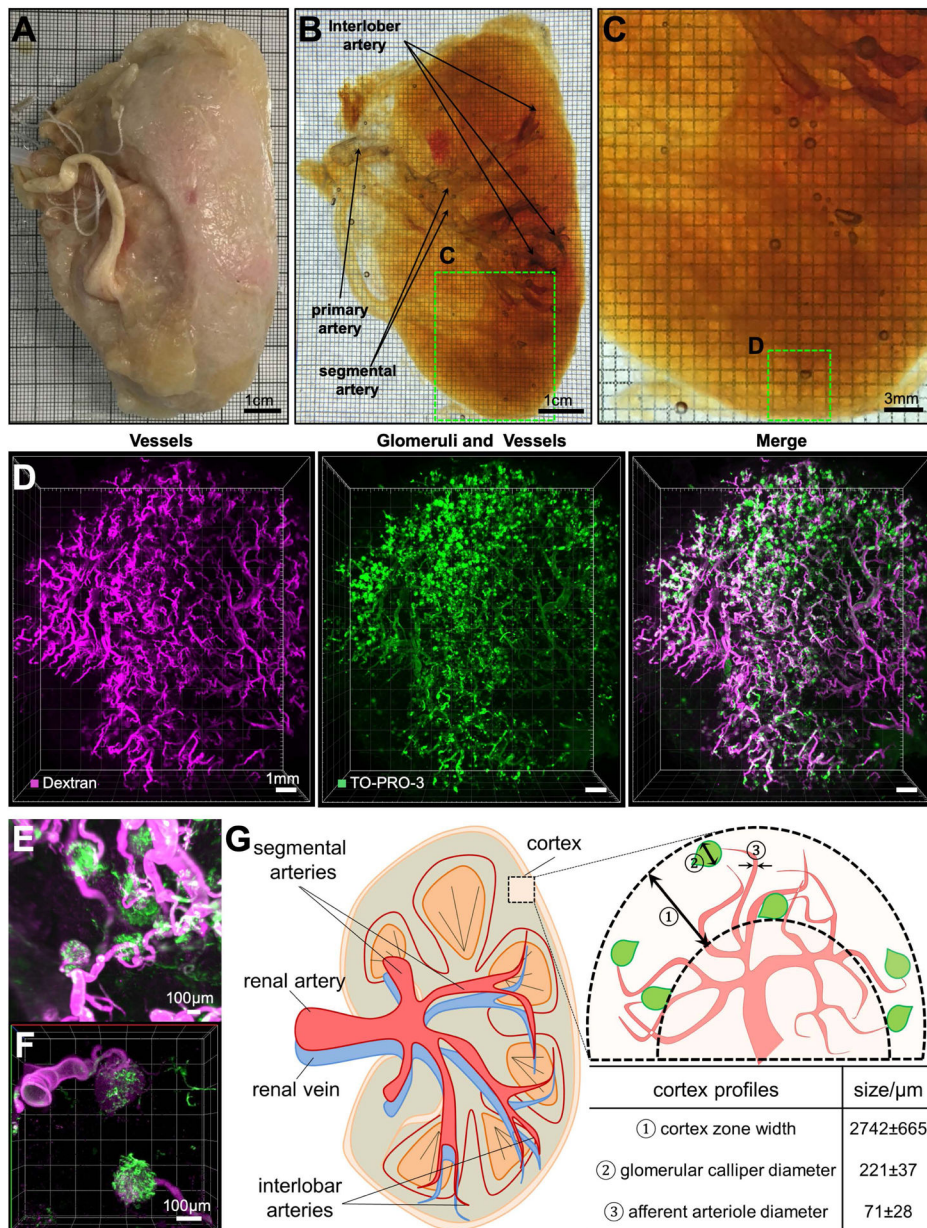 A
1cm
B
Interlober
artery
C
primary
artery
segmental
artery
1cm
C
D
3mm
Vessels
Glomeruli and Vessels
Merge
D
Dextran
1mm
TO-PRO-3
E
100μm
F
100μm
G
segmental
arteries
cortex
renal artery
renal vein
interlobar
arteries
①
②
③
cortex profiles size/μm
① cortex zone width 2742±665
② glomerular calliper diameter 221±37
③ afferent arteriole diameter 71±28